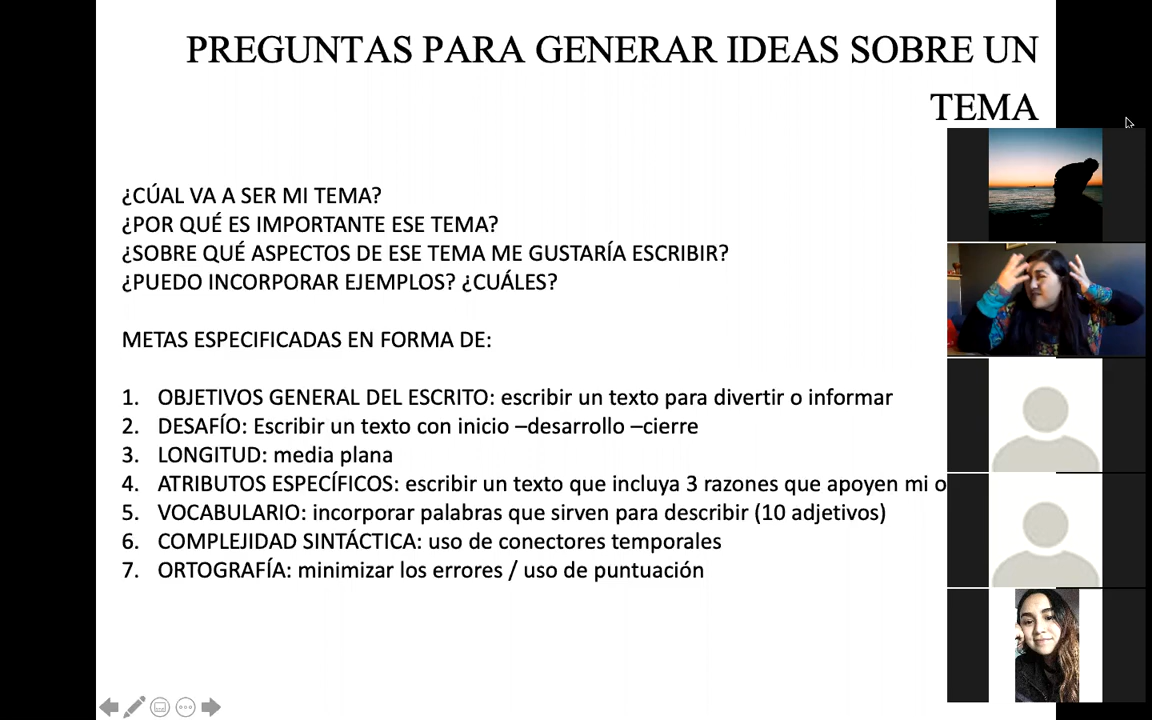 PREGUNTAS PARA GENERAR IDEAS SOBRE UN
TEMA
¿CÚAL VA A SER MI TEMA?
¿POR QUÉ ES IMPORTANTE ESE TEMA?
¿SOBRE QUÉ ASPECTOS DE ESE TEMA ME GUSTARÍA ESCRIBIR?
¿PUEDO INCORPORAR EJEMPLOS? ¿CUÁLES?
METAS ESPECIFICADAS EN FORMA DE:
1. OBJETIVOS GENERAL DEL ESCRITO: escribir un texto para divertir o informar
2. DESAFÍO: Escribir un texto con inicio –desarrollo –cierre
3. LONGITUD: media plana
4. ATRIBUTOS ESPECÍFICOS: escribir un texto que incluya 3 razones que apoyen mi
5. VOCABULARIO: incorporar palabras que sirven para describir (10 adjetivos)
6. COMPLEJIDAD SINTÁCTICA: uso de conectores temporales
7. ORTOGRAFÍA: minimizar los errores / uso de puntuación